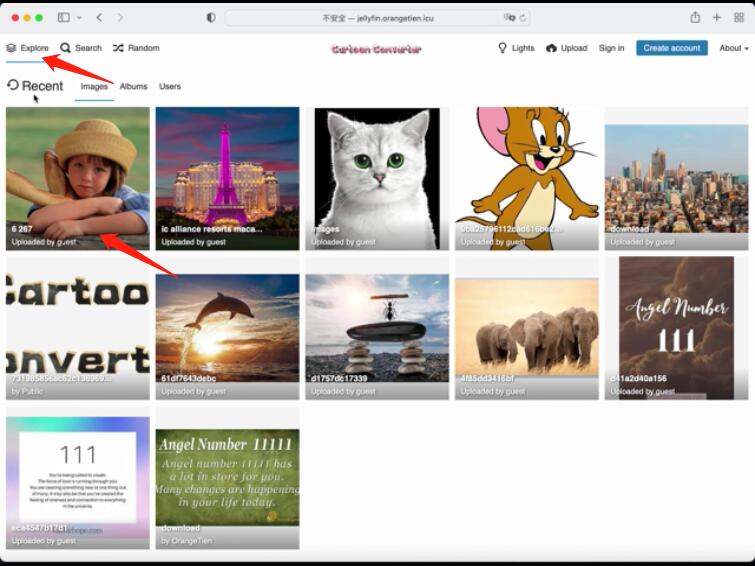 不安全 — jellyfin.orangetien.icu
Explore Search Random Cartoon Converter Lights Upload Sign in Create account About
Recent Images Albums Users
6 267
Uploaded by guest
ic alliance resorts maca...
Uploaded by guest
images
Uploaded by guest
Uploaded by guest
download
Uploaded by guest
Cartoo
onvert
by Public
61df7643debc
Uploaded by guest
d1757dc17339
Uploaded by guest
4f85dd3416bf
Uploaded by guest
Angel Number
111
d41a2d40a156
Uploaded by guest
111
You're being called to create.
The force of love is running through you.
You are creating something new or one thing out
of many. It may also be that you've created the
feeling of oneness and connection to everything
in the universe.
eca4547b17d1
Uploaded by guest
Angel Number 11111
Angel number 11111 has
a lot in store for you.
Many changes are happening
in your life today.
download
by OrangeTien